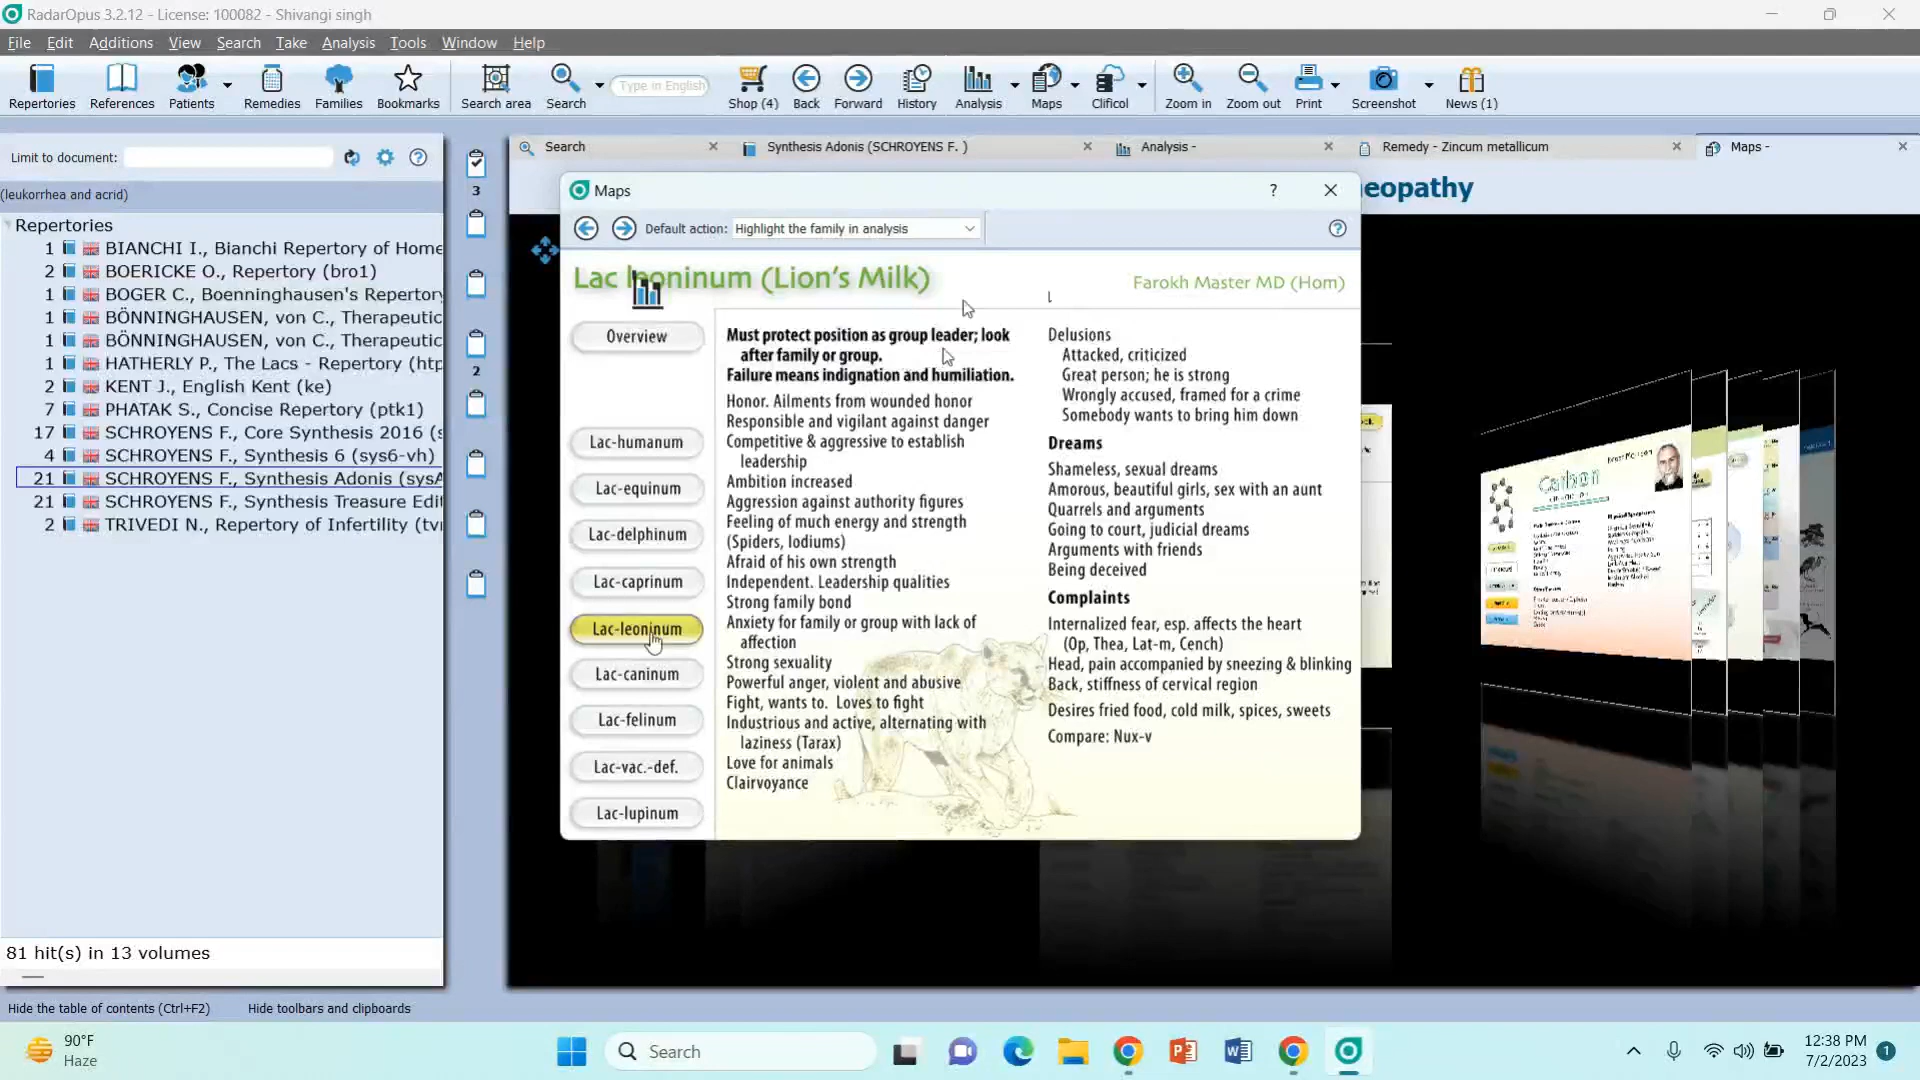 RadarOpus 3.2.12 - License: 100082 - Shivangi singh
File Edit Additions View Search Take Analysis Tools Window Help
Repertories References Patients Remedies Families Bookmarks Search area Search Type in English Shop (4) Back Forward History Analysis Maps Clificol Zoom in Zoom out Print Screenshot News (1)
Limit to document:
(leukorrhea and acrid)
Repertories
1 BIANCHI I., Bianchi Repertory of Home
2 BOERICKE O., Repertory (bro1)
1 BOGER C., Boenninghausen's Repertory
1 BÖNNINGHAUSEN, von C., Therapeutic
1 BÖNNINGHAUSEN, von C., Therapeutic
1 HATHERLY P., The Lacs - Repertory (htp
2 KENT J., English Kent (ke)
7 PHATAK S., Concise Repertory (ptk1)
17 SCHROYENS F., Core Synthesis 2016 (s
4 SCHROYENS F., Synthesis 6 (sys6-vh)
21 SCHROYENS F., Synthesis Adonis (sysA
21 SCHROYENS F., Synthesis Treasure Edit
2 TRIVEDI N., Repertory of Infertility (tvr
81 hit(s) in 13 volumes
Hide the table of contents (Ctrl+F2) Hide toolbars and clipboards
3
2
Search Synthesis Adonis (SCHROYENS F. ) Analysis - Remedy - Zincum metallicum Maps -
eopathy
Maps
Default action: Highlight the family in analysis
Lac leoninum (Lion's Milk)
Farokh Master MD (Hom)
Overview
Lac-humanum
Lac-equinum
Lac-delphinum
Lac-caprinum
Lac-leoninum
Lac-caninum
Lac-felinum
Lac-vac.-def.
Lac-lupinum
Must protect position as group leader; look
after family or group.
Failure means indignation and humiliation.
Honor. Ailments from wounded honor
Responsible and vigilant against danger
Competitive & aggressive to establish
leadership
Ambition increased
Aggression against authority figures
Feeling of much energy and strength
(Spiders, Iodiums)
Afraid of his own strength
Independent. Leadership qualities
Strong family bond
Anxiety for family or group with lack of
affection
Strong sexuality
Powerful anger, violent and abusive
Fight, wants to. Loves to fight
Industrious and active, alternating with
laziness (Tarax)
Love for animals
Clairvoyance
Delusions
Attacked, criticized
Great person; he is strong
Wrongly accused, framed for a crime
Somebody wants to bring him down
Dreams
Shameless, sexual dreams
Amorous, beautiful girls, sex with an aunt
Quarrels and arguments
Going to court, judicial dreams
Arguments with friends
Being deceived
Complaints
Internalized fear, esp. affects the heart
(Op, Thea, Lat-m, Cench)
Head, pain accompanied by sneezing & blinking
Back, stiffness of cervical region
Desires fried food, cold milk, spices, sweets
Compare: Nux-v
Carbon
90°F
Haze
Search
12:38 PM
7/2/2023
1